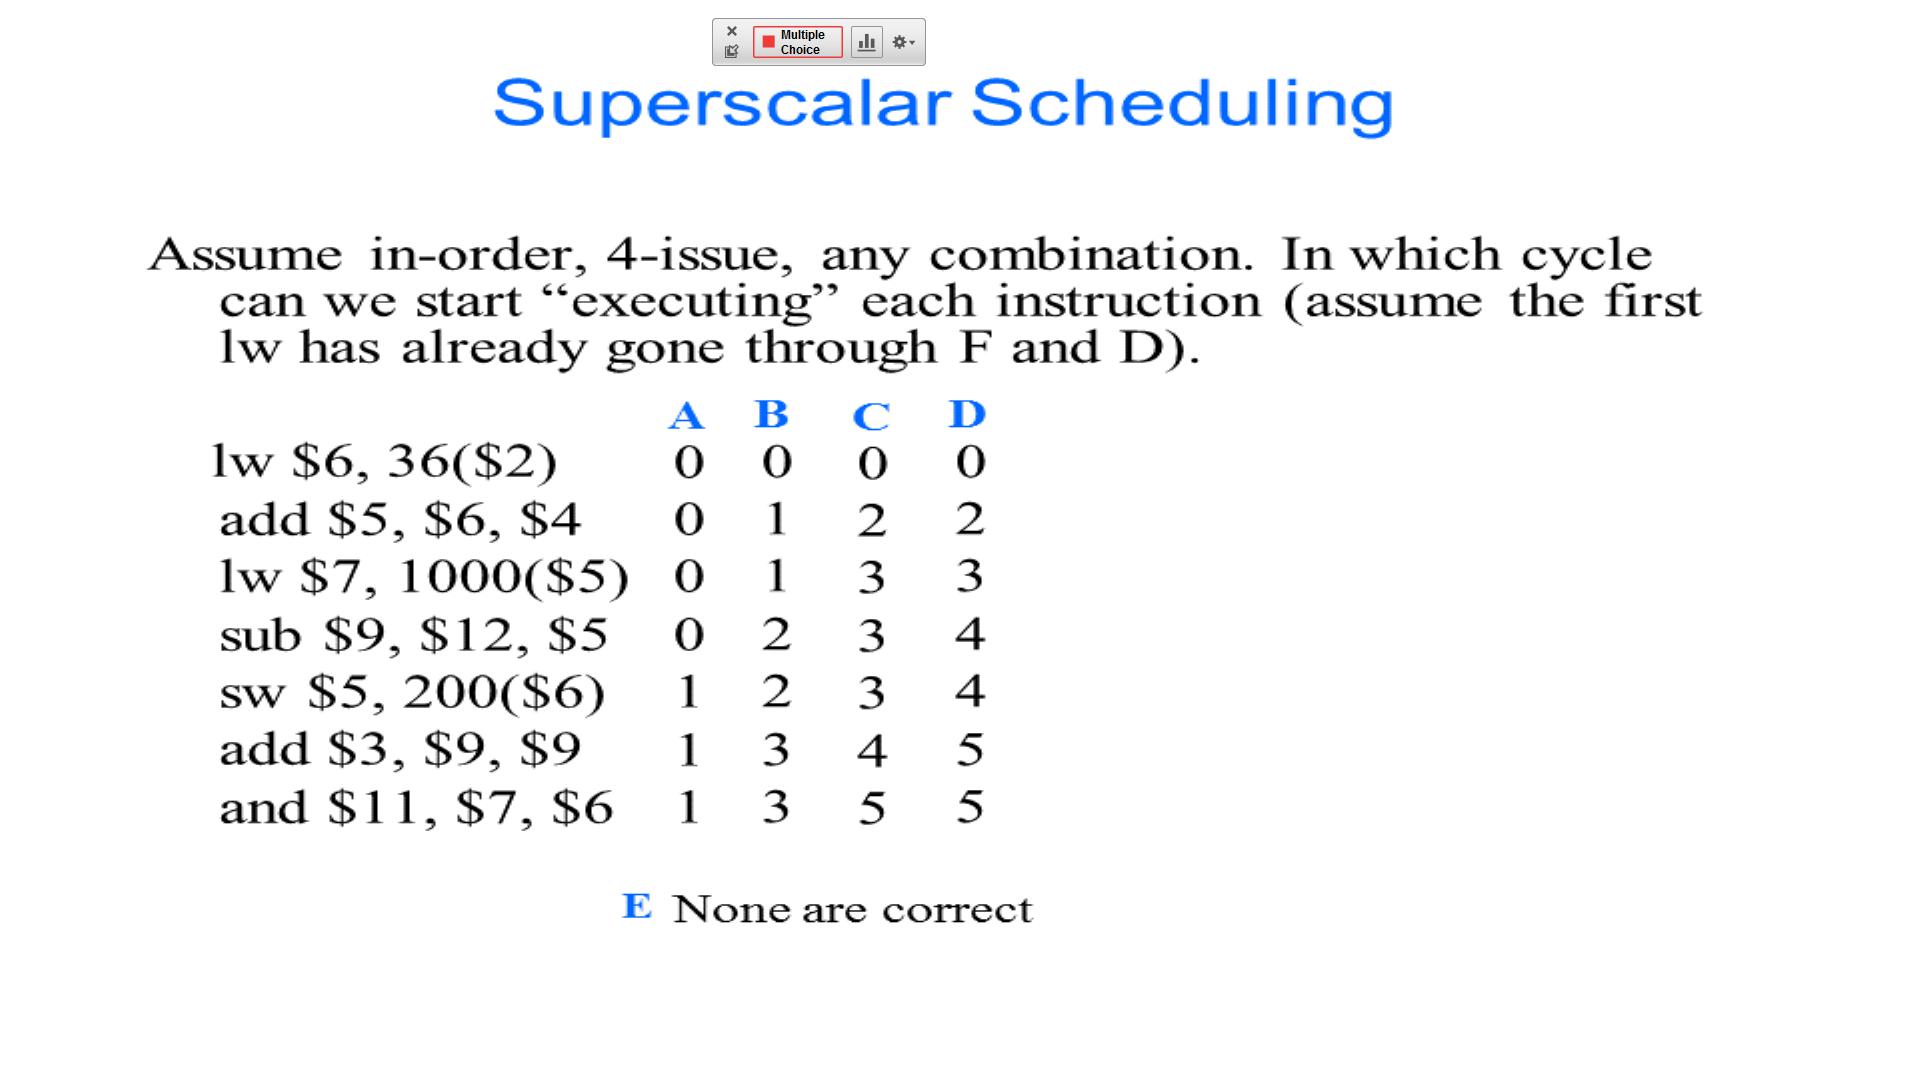 Multiple
Choice
Superscalar Scheduling
Assume in-order, 4-issue, any combination. In which cycle
can we start “executing” each instruction (assume the first
lw has already gone through F and D).
A B C D
lw $6, 36($2) 0 0 0 0
add $5, $6, $4 0 1 2 2
lw $7, 1000($5) 0 1 3 3
sub $9, $12, $5 0 2 3 4
sw $5, 200($6) 1 2 3 4
add $3, $9, $9 1 3 4 5
and $11, $7, $6 1 3 5 5
E None are correct